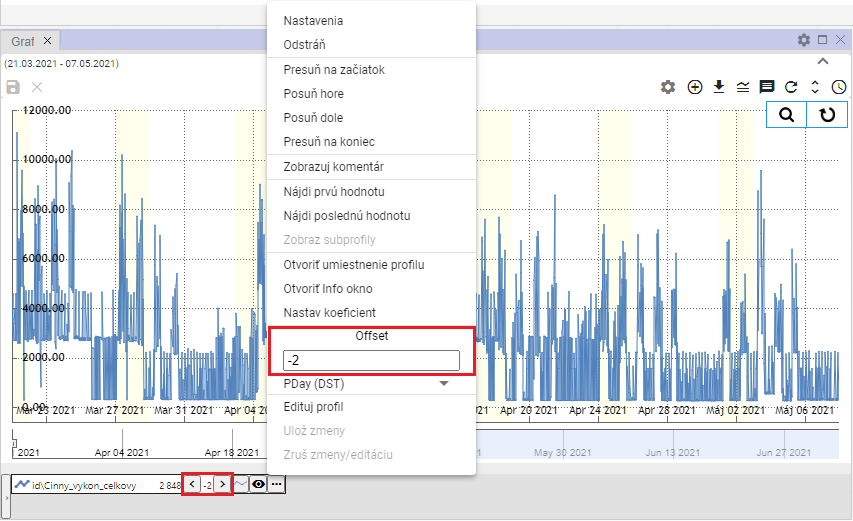 Graf
(21.03.2021 - 07.05.2021)
Nastavenia
Odstráň
Presuň na začiatok
Posuň hore
Posuň dole
Presuň na koniec
Zobrazuj komentár
Nájdi prvú hodnotu
Nájdi poslednú hodnotu
Zobraz subprofily
Otvoriť umiestnenie profilu
Otvoriť Info okno
Nastav koeficient
Offset
-2
PDay (DST)
Edituj profil
Ulož zmeny
Zruš zmeny/editáciu
12000.00
10000.00
8000.00
6000.00
4000.00
2000.00
0.00
Mar 23 2021 Mar 27 2021 Mar 31 2021 Apr 04 2021 Apr 20 2021 Apr 24 2021 Apr 28 2021 Máj 02 2021 Máj 06 2021
2021 Apr 04 2021 Apr 18 2021 May 30 2021 Jun 13 2021 Jun 27 2021
id\Cinny_vykon_celkovy 2 848 -2